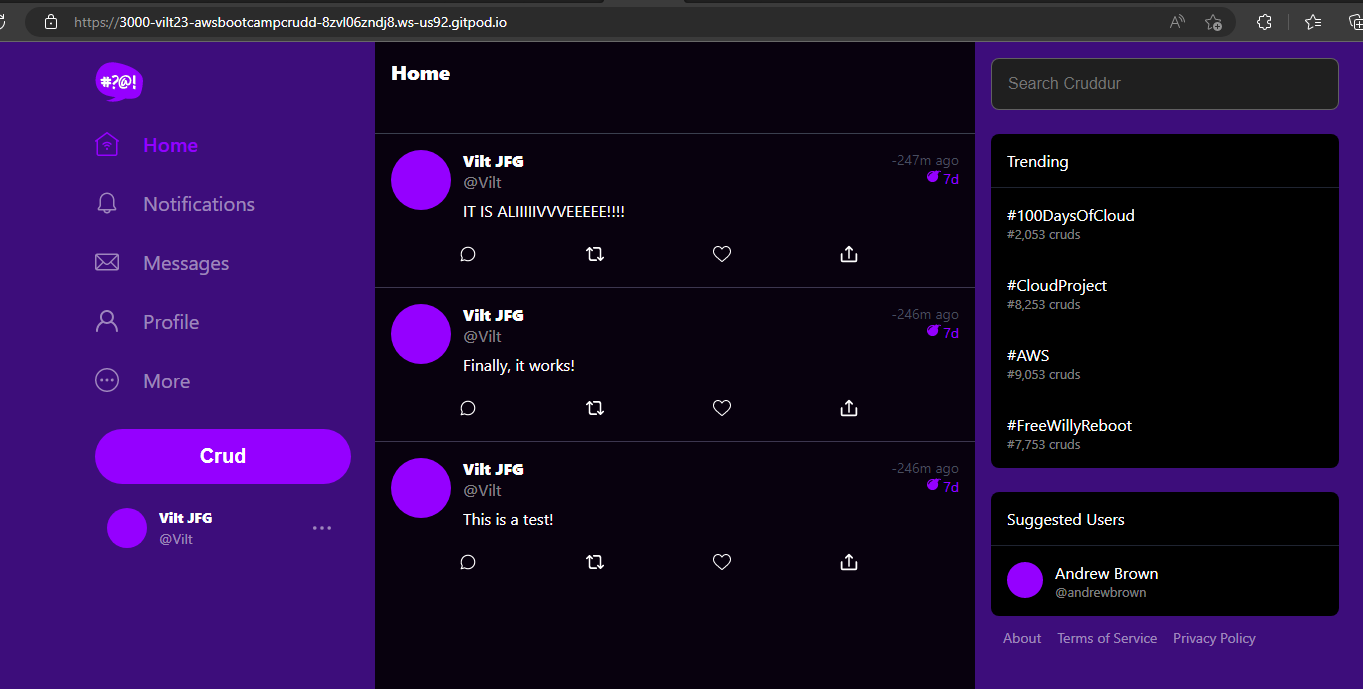 https://3000-vilt23-awsbootcampcrudd-8zvl06zndj8.ws-us92.gitpod.io
#?@!
Home
Notifications
Messages
Profile
More
Crud
Vilt JFG
@Vilt
Home
Vilt JFG
-247m ago
@Vilt
7d
IT IS ALIIIIIVVVEEEEE!!!!
Vilt JFG
-246m ago
@Vilt
7d
Finally, it works!
Vilt JFG
-246m ago
@Vilt
7d
This is a test!
Search Cruddur
Trending
#100DaysOfCloud
#2,053 cruds
#CloudProject
#8,253 cruds
#AWS
#9,053 cruds
#FreeWillyReboot
#7,753 cruds
Suggested Users
Andrew Brown
@andrewbrown
About Terms of Service Privacy Policy